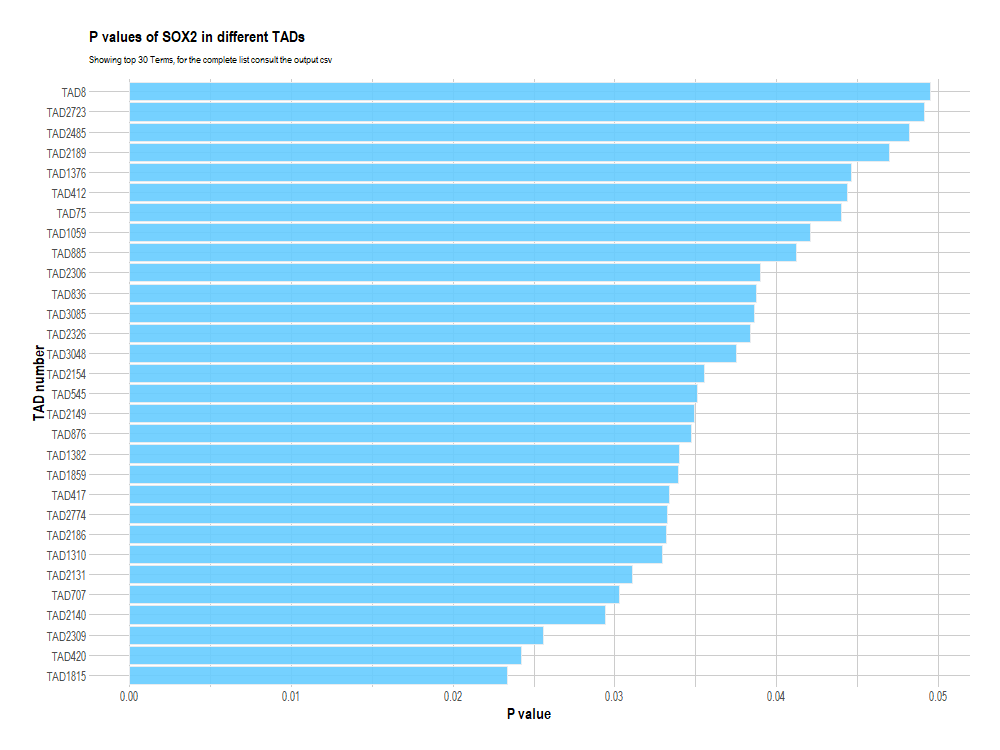 P values of SOX2 in different TADs
Showing top 30 Terms, for the complete list consult the output csv
TAD8
TAD2723
TAD2485
TAD2189
TAD1376
TAD412
TAD75
TAD1059
TAD885
TAD2306
TAD836
TAD3085
TAD2326
TAD3048
TAD2154
TAD545
TAD2149
TAD876
TAD1382
TAD1859
TAD417
TAD2774
TAD2186
TAD1310
TAD2131
TAD707
TAD2140
TAD2309
TAD420
TAD1815
TAD number
0.00 0.01 0.02 0.03 0.04 0.05
P value